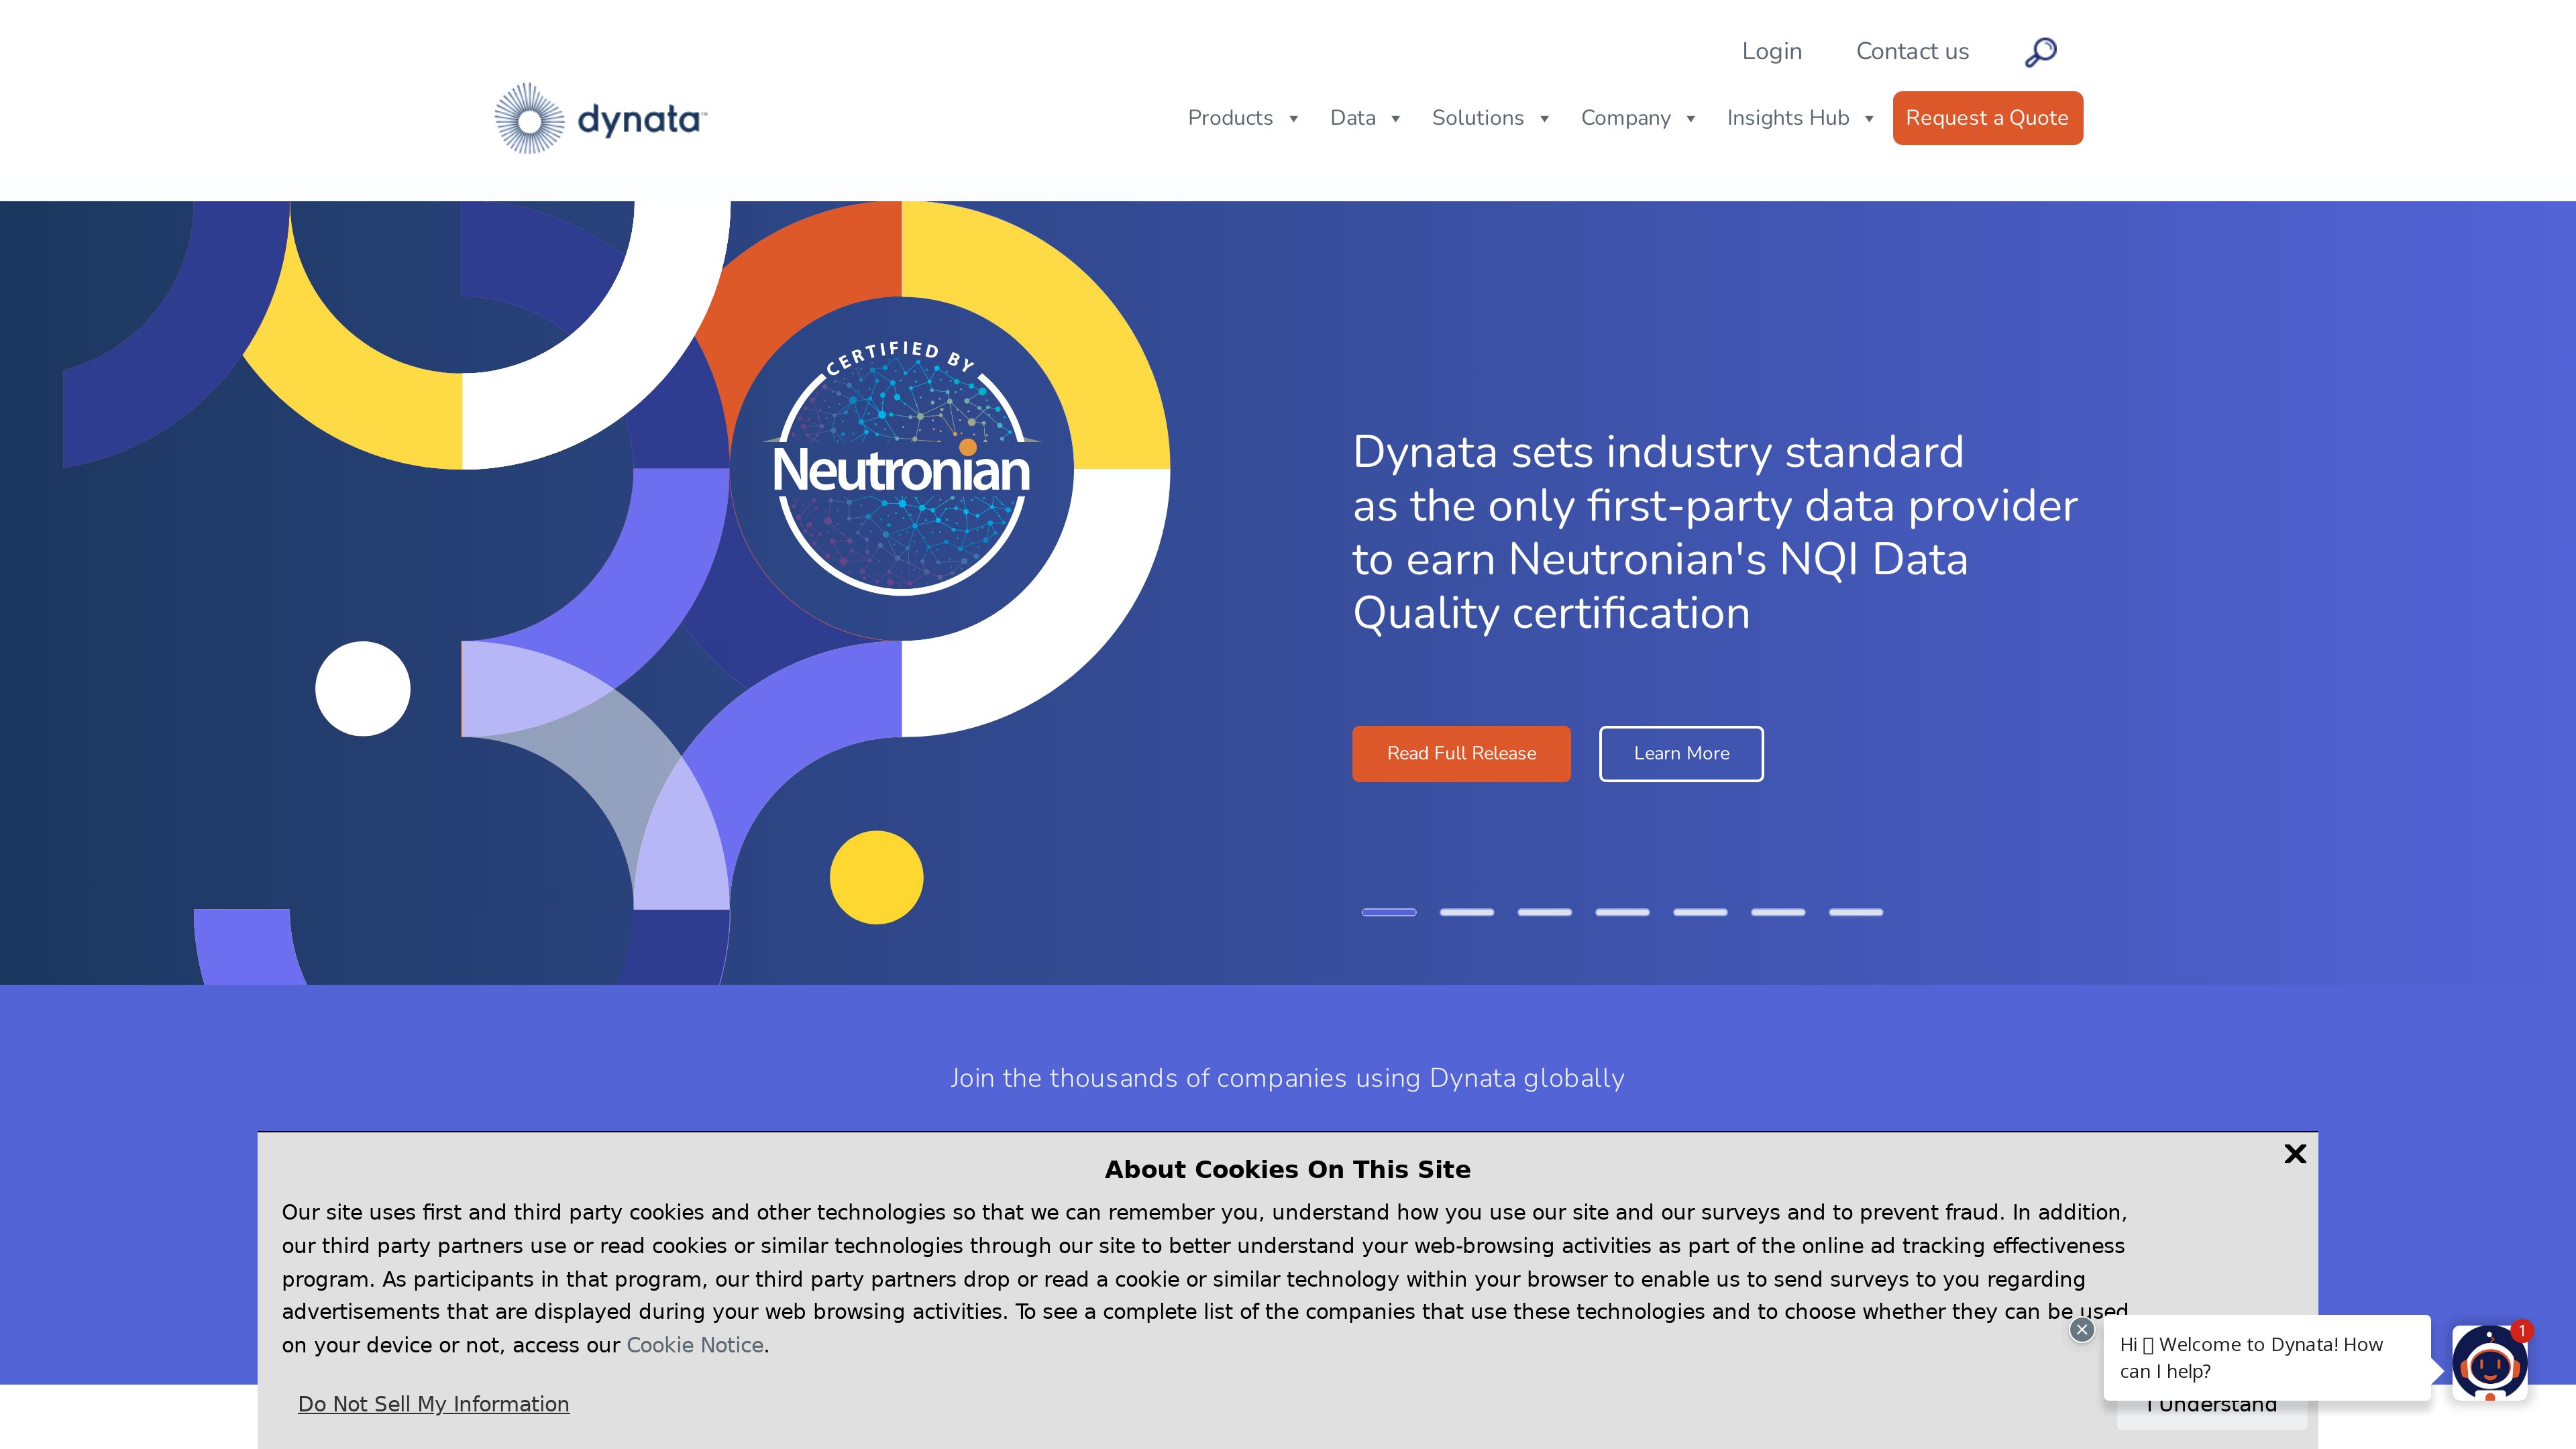 Login Contact us
dynata™
Products Data Solutions Company Insights Hub Request a Quote
CERTIFIED BY
Neutronian
Dynata sets industry standard
as the only first-party data provider
to earn Neutronian's NQI Data
Quality certification
Read Full Release Learn More
Join the thousands of companies using Dynata globally
About Cookies On This Site
Our site uses first and third party cookies and other technologies so that we can remember you, understand how you use our site and our surveys and to prevent fraud. In addition,
our third party partners use or read cookies or similar technologies through our site to better understand your web-browsing activities as part of the online ad tracking effectiveness
program. As participants in that program, our third party partners drop or read a cookie or similar technology within your browser to enable us to send surveys to you regarding
advertisements that are displayed during your web browsing activities. To see a complete list of the companies that use these technologies and to choose whether they can be used
on your device or not, access our Cookie Notice.
Do Not Sell My Information
I Understand
Hi Welcome to Dynata! How
can I help?
1